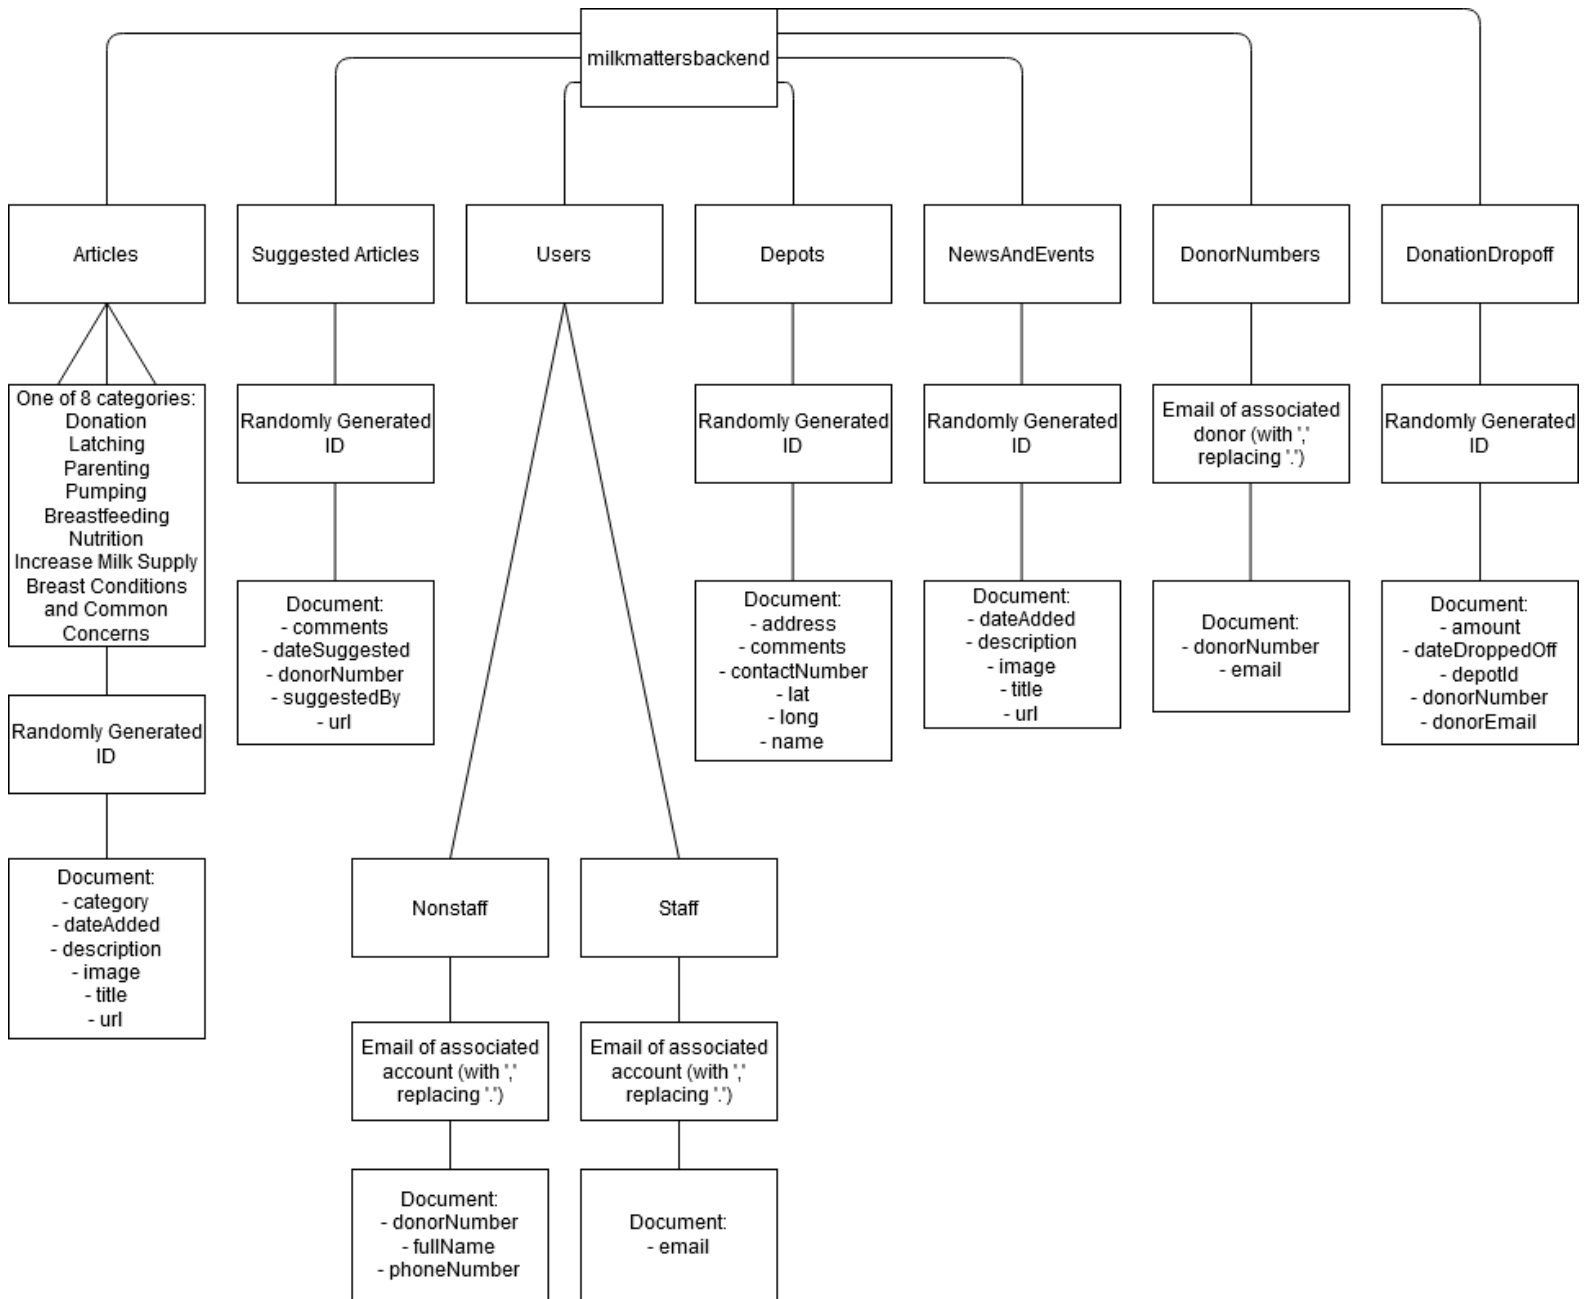 milkmattersbackend
Articles
Suggested Articles
Users
Depots
NewsAndEvents
DonorNumbers
DonationDropoff
One of 8 categories:
Donation
Latching
Parenting
Pumping
Breastfeeding
Nutrition
Increase Milk Supply
Breast Conditions
and Common
Concerns
Randomly Generated
ID
Randomly Generated
ID
Randomly Generated
ID
Email of associated
donor (with ','
replacing '.')
Randomly Generated
ID
Document:
- comments
- dateSuggested
- donorNumber
- suggestedBy
- url
Document:
- address
- comments
- contactNumber
- lat
- long
- name
Document:
- dateAdded
- description
- image
- title
- url
Document:
- donorNumber
- email
Document:
- amount
- dateDroppedOff
- depotId
- donorNumber
- donorEmail
Randomly Generated
ID
Document:
- category
- dateAdded
- description
- image
- title
- url
Nonstaff
Staff
Email of associated
account (with ','
replacing '.')
Email of associated
account (with ','
replacing '.')
Document:
- donorNumber
- fullName
- phoneNumber
Document:
- email